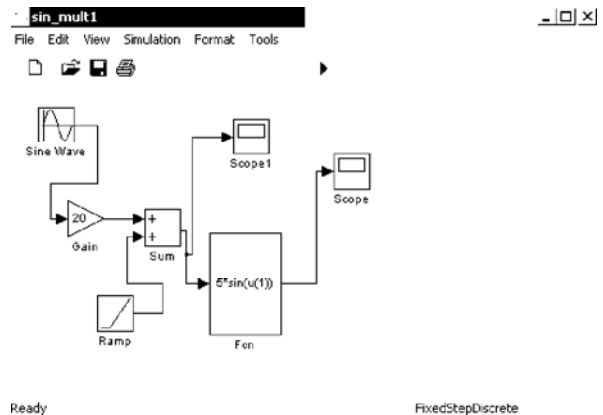 sin_mult1
File Edit View Simulation Format Tools
Sine Wave
Scope1
Scope
20
Gain
+
+
Sum
5*sin(u(1))
Fcn
Ramp
Ready
FixedStepDiscrete